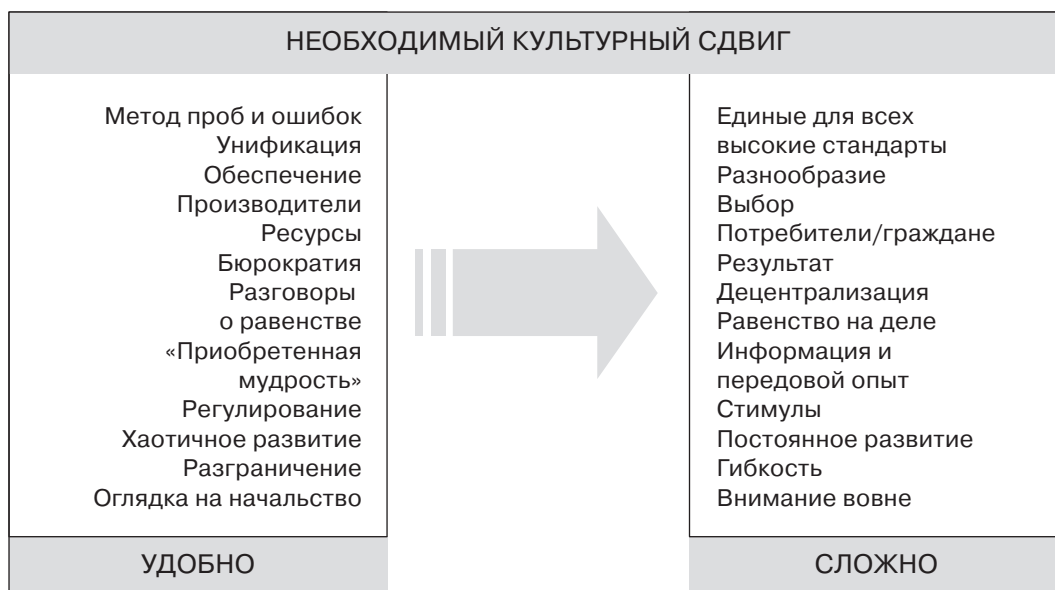 НЕОБХОДИМЫЙ КУЛЬТУРНЫЙ СДВИГ
Метод проб и ошибок
Унификация
Обеспечение
Производители
Ресурсы
Бюрократия
Разговоры
о равенстве
«Приобретенная
мудрость»
Регулирование
Хаотичное развитие
Разграничение
Оглядка на начальство
УДОБНО
Единые для всех
высокие стандарты
Разнообразие
Выбор
Потребители/граждане
Результат
Децентрализация
Равенство на деле
Информация и
передовой опыт
Стимулы
Постоянное развитие
Гибкость
Внимание вовне
СЛОЖНО